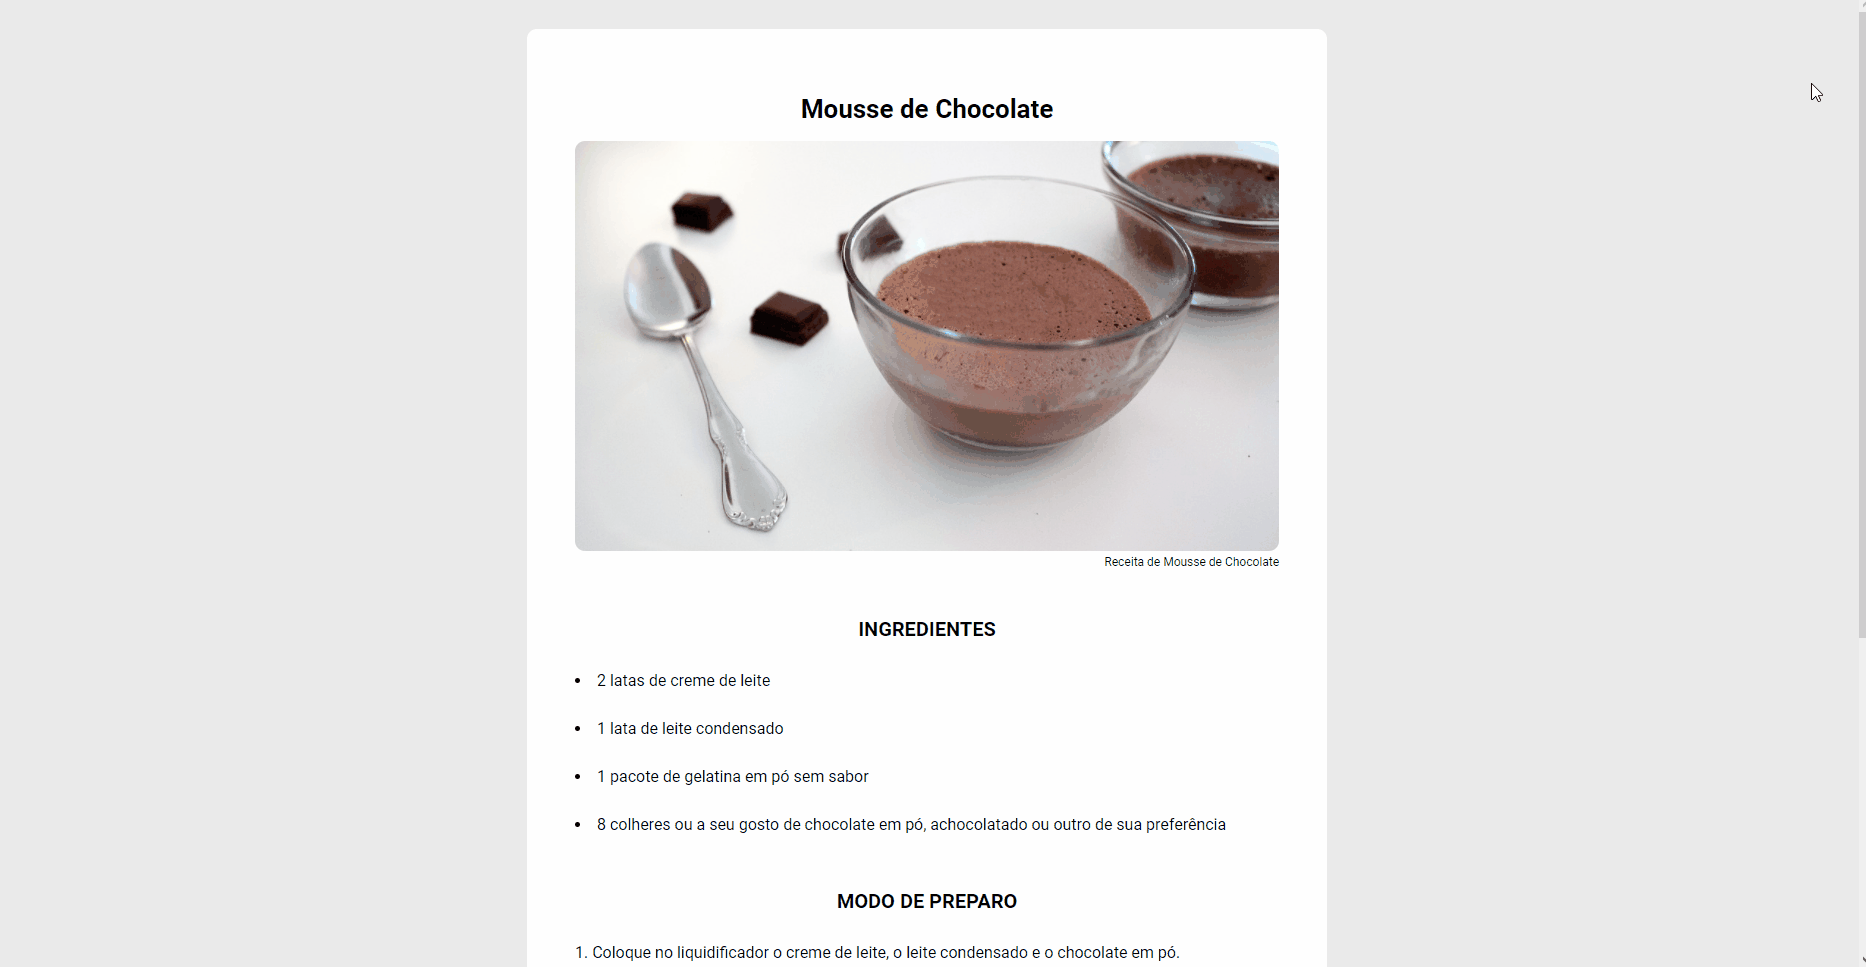 Mousse de Chocolate
Receita de Mousse de Chocolate
INGREDIENTES
• 2 latas de creme de leite
• 1 lata de leite condensado
• 1 pacote de gelatina em pó sem sabor
• 8 colheres ou a seu gosto de chocolate em pó, achocolatado ou outro de sua preferência
MODO DE PREPARO
1. Coloque no liquidificador o creme de leite, o leite condensado e o chocolate em pó.